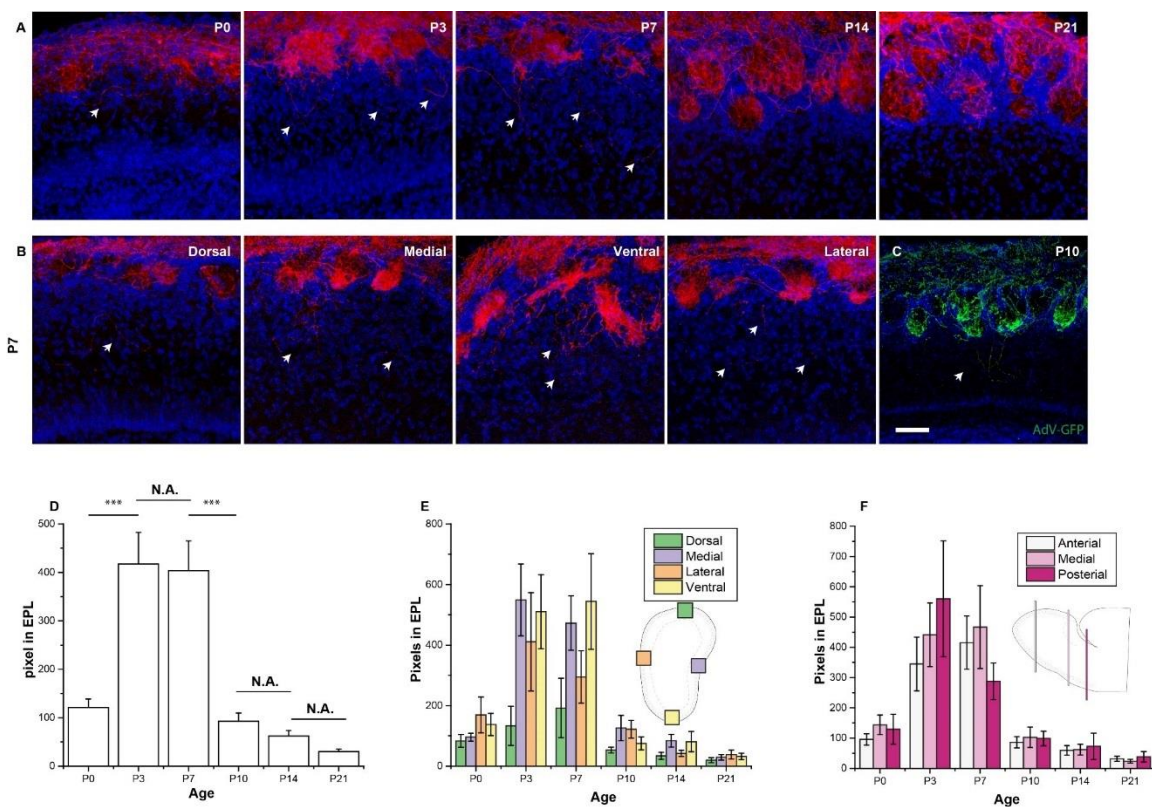 A P0 P3 P7 P14 P21
B Dorsal Medial Ventral Lateral C P10
P7
AdV-GFP
D N.A.
*** ***
N.A.
N.A.
500
400
300
200
100
0
pixel in EPL
P0 P3 P7 P10 P14 P21
Age
E
800
600
400
200
0
Pixels in EPL
Dorsal
Medial
Lateral
Ventral
P0 P3 P7 P10 P14 P21
Age
F
800
700
600
500
400
300
200
100
0
Pixels in EPL
Anterial
Medial
Posterial
P0 P3 P7 P10 P14 P21
Age